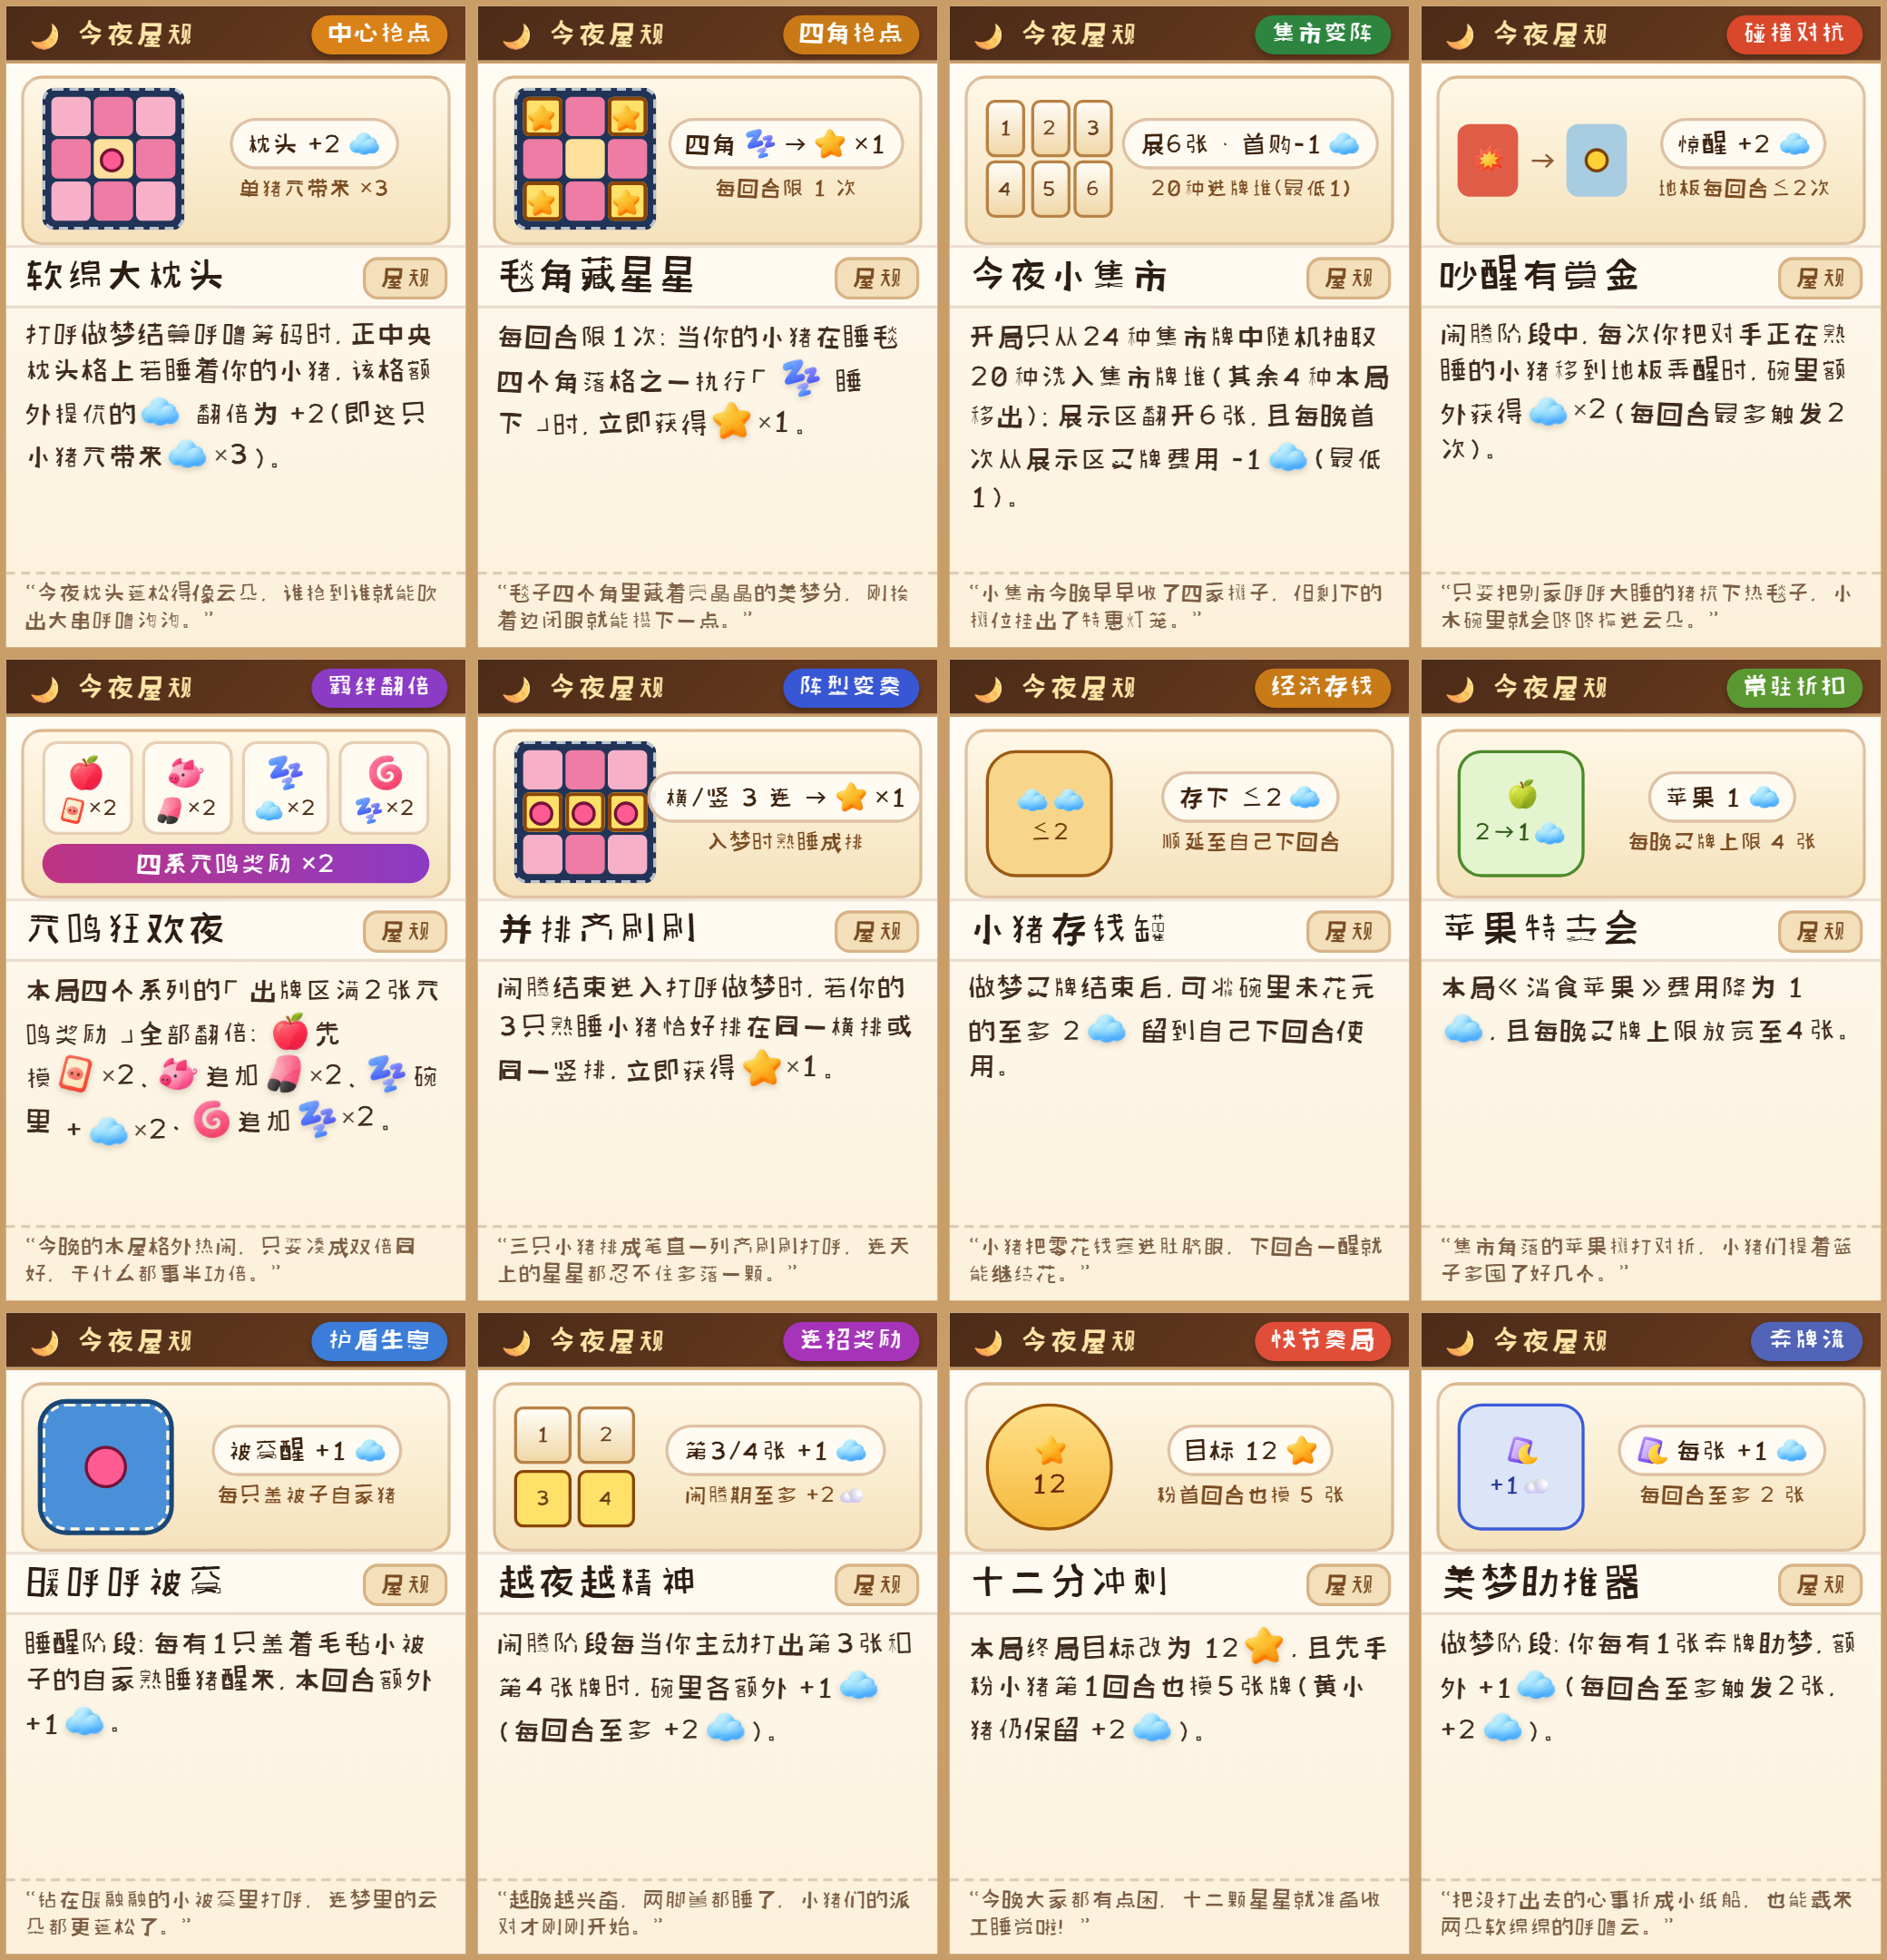 今夜屋规
中心抢点
枕头 +2
单猪共带来 ×3
软绵大枕头
屋规
打呼做梦结算呼噜筹码时,正中央
枕头格上若睡着你的小猪,该格额
外提供的 翻倍为 +2(即这只
小猪共带来 ×3)。
“今夜枕头蓬松得像云朵,谁抢到谁就能吹
出大串呼噜泡泡。”
今夜屋规
四角抢点
四角 → ×1
每回合限 1 次
毯角藏星星
屋规
每回合限1次:当你的小猪在睡毯
四个角落格之一执行「 睡
下」时,立即获得 ×1。
“毯子四个角里藏着亮晶晶的美梦分,刚挨
着边闭眼就能攒下一点。”
今夜屋规
集市变阵
1
2
3
4
5
6
展6张 · 首购-1
20种进牌堆(最低1)
今夜小集市
屋规
开局只从24种集市牌中随机抽取
20种洗入集市牌堆(其余4种本局
移出);展示区翻开6张,且每晚首
次从展示区买牌费用 -1 (最低
1)。
“小集市今晚早早收了四家摊子,但剩下的
摊位挂出了特惠灯笼。”
今夜屋规
碰撞对抗
→
惊醒 +2
地板每回合≤2次
吵醒有赏金
屋规
闹腾阶段中,每次你把对手正在熟
睡的小猪移到地板弄醒时,碗里额
外获得 ×2(每回合最多触发2
次)。
“只要把别家呼呼大睡的猪挤下热毯子,小
木碗里就会咚咚掉进云朵。”
今夜屋规
羁绊翻倍
×2
×2
×2
×2
四系共鸣奖励 ×2
共鸣狂欢夜
屋规
本局四个系列的「出牌区满2张共
鸣奖励」全部翻倍: 先
摸 ×2、 追加 ×2、 碗
里 + ×2、 追加 ×2。
“今晚的木屋格外热闹,只要凑成双倍同
好,干什么都事半功倍。”
今夜屋规
阵型变奏
横/竖 3 连 → ×1
入梦时熟睡成排
并排齐刷刷
屋规
闹腾结束进入打呼做梦时,若你的
3只熟睡小猪恰好排在同一横排或
同一竖排,立即获得 ×1。
“三只小猪排成笔直一列齐刷刷打呼,连天
上的星星都忍不住多落一颗。”
今夜屋规
经济存钱
≤2
存下 ≤2
顺延至自己下回合
小猪存钱罐
屋规
做梦买牌结束后,可将碗里未花完
的至多 2 留到自己下回合使
用。
“小猪把零花钱塞进肚脐眼,下回合一醒就
能继续花。”
今夜屋规
常驻折扣
2→1
苹果 1
每晚买牌上限 4 张
苹果特卖会
屋规
本局《消食苹果》费用降为 1
,且每晚买牌上限放宽至4张。
“集市角落的苹果摊打对折,小猪们提着篮
子多囤了好几个。”
今夜屋规
护盾生息
被窝醒 +1
每只盖被子自家猪
暖呼呼被窝
屋规
睡醒阶段:每有1只盖着毛毡小被
子的自家熟睡猪醒来,本回合额外
+1 。
“钻在暖融融的小被窝里打呼,连梦里的云
朵都更蓬松了。”
今夜屋规
连招奖励
1
2
3
4
第3/4张 +1
闹腾期至多 +2
越夜越精神
屋规
闹腾阶段每当你主动打出第3张和
第4张牌时,碗里各额外 +1
(每回合至多 +2 )。
“越晚越兴奋,两脚兽都睡了,小猪们的派
对才刚刚开始。”
今夜屋规
快节奏局
12
目标 12
粉首回合也摸 5 张
十二分冲刺
屋规
本局终局目标改为 12 ,且先手
粉小猪第1回合也摸5张牌(黄小
猪仍保留 +2 )。
“今晚大家都有点困,十二颗星星就准备收
工睡觉啦!”
今夜屋规
弃牌流
+1
每张 +1
每回合至多 2 张
美梦助推器
屋规
做梦阶段:你每有1张弃牌助梦,额
外 +1 (每回合至多触发2张,
+2 )。
“把没打出去的心事折成小纸船,也能载来
两朵软绵绵的呼噜云。”